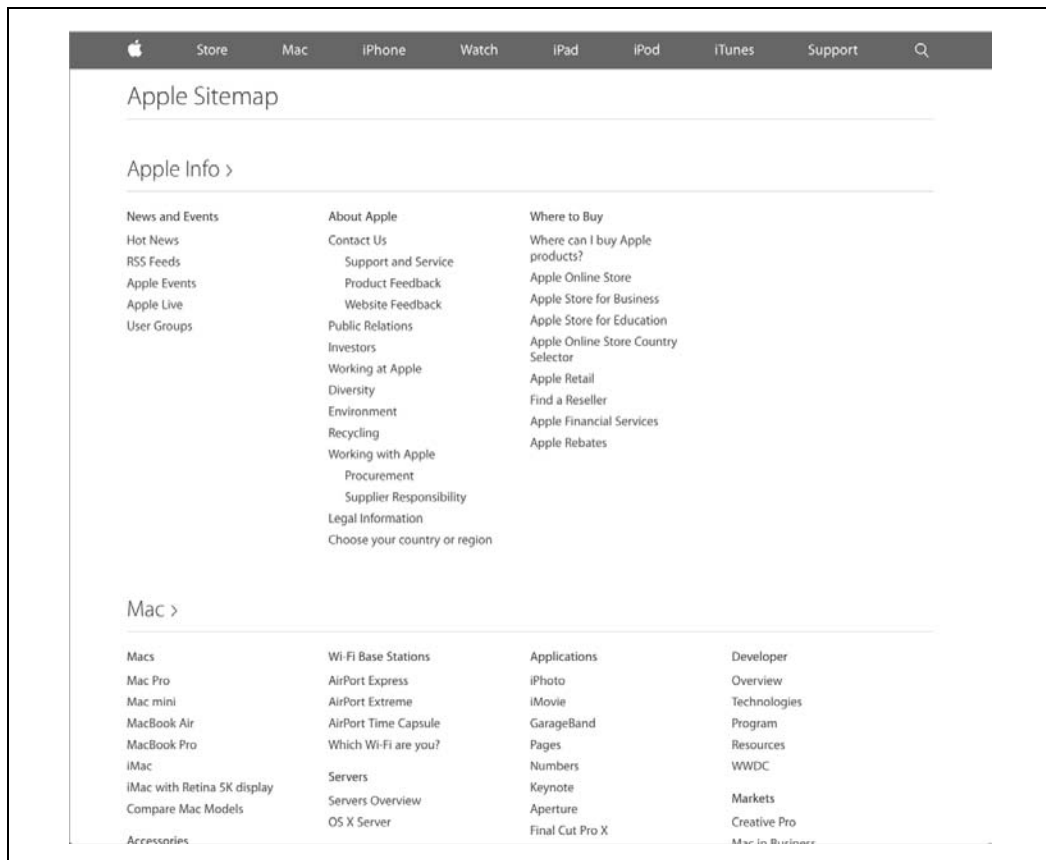 Store Mac iPhone Watch iPad iPod iTunes Support
Apple Sitemap
Apple Info >
News and Events
Hot News
RSS Feeds
Apple Events
Apple Live
User Groups
About Apple
Contact Us
Support and Service
Product Feedback
Website Feedback
Public Relations
Investors
Working at Apple
Diversity
Environment
Recycling
Working with Apple
Procurement
Supplier Responsibility
Legal Information
Choose your country or region
Where to Buy
Where can I buy Apple
products?
Apple Online Store
Apple Store for Business
Apple Store for Education
Apple Online Store Country
Selector
Apple Retail
Find a Reseller
Apple Financial Services
Apple Rebates
Mac >
Macs
Mac Pro
Mac mini
MacBook Air
MacBook Pro
iMac
iMac with Retina 5K display
Compare Mac Models
Accessories
Wi-Fi Base Stations
AirPort Express
AirPort Extreme
AirPort Time Capsule
Which Wi-Fi are you?
Servers
Servers Overview
OS X Server
Applications
iPhoto
iMovie
GarageBand
Pages
Numbers
Keynote
Aperture
Final Cut Pro X
Developer
Overview
Technologies
Program
Resources
WWDC
Markets
Creative Pro
Mac in Business